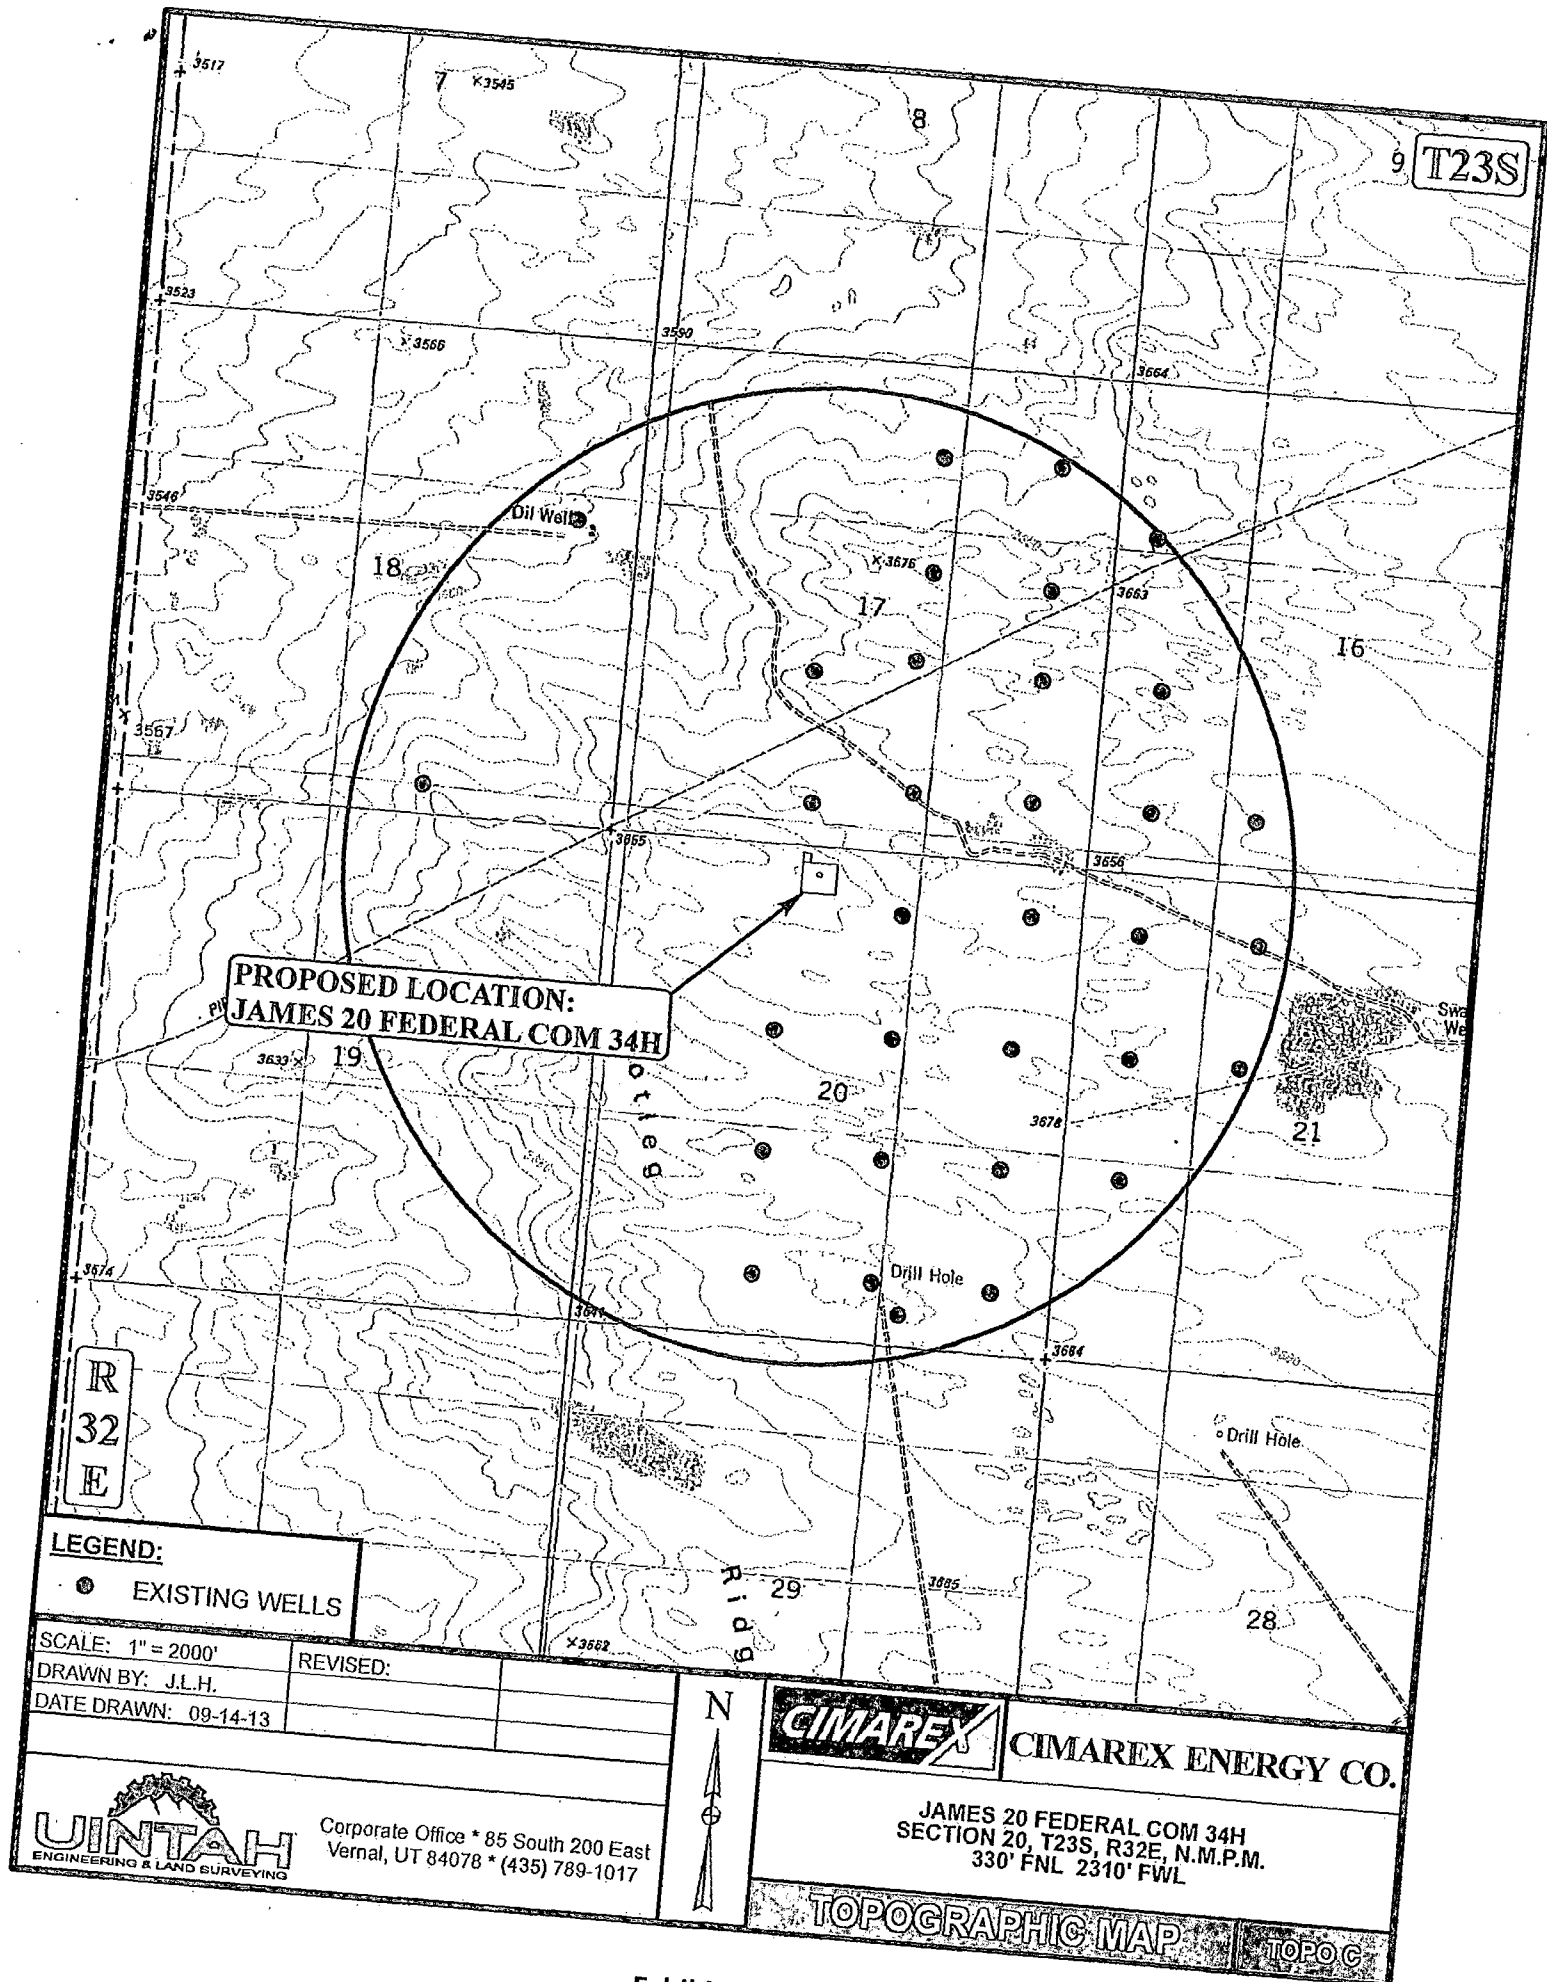 3517
7
3545
8
9
T23S
3523
3566
3590
3664
3546
Oil Well
18
3676
17
3663
16
3567
3655
3656
PROPOSED LOCATION:
JAMES 20 FEDERAL COM 34H
3633
19
20
3678
21
3674
3641
Drill Hole
3684
R
32
E
Drill Hole
LEGEND:
EXISTING WELLS
29
3685
28
3662
SCALE: 1" = 2000'
REVISED:
DRAWN BY: J.L.H.
DATE DRAWN: 09-14-13
N
CIMAREX
CIMAREX ENERGY CO.
UINTAH
ENGINEERING & LAND SURVEYING
Corporate Office * 85 South 200 East
Vernal, UT 84078 * (435) 789-1017
JAMES 20 FEDERAL COM 34H
SECTION 20, T23S, R32E, N.M.P.M.
330' FNL 2310' FWL
TOPOGRAPHIC MAP
TOPO C